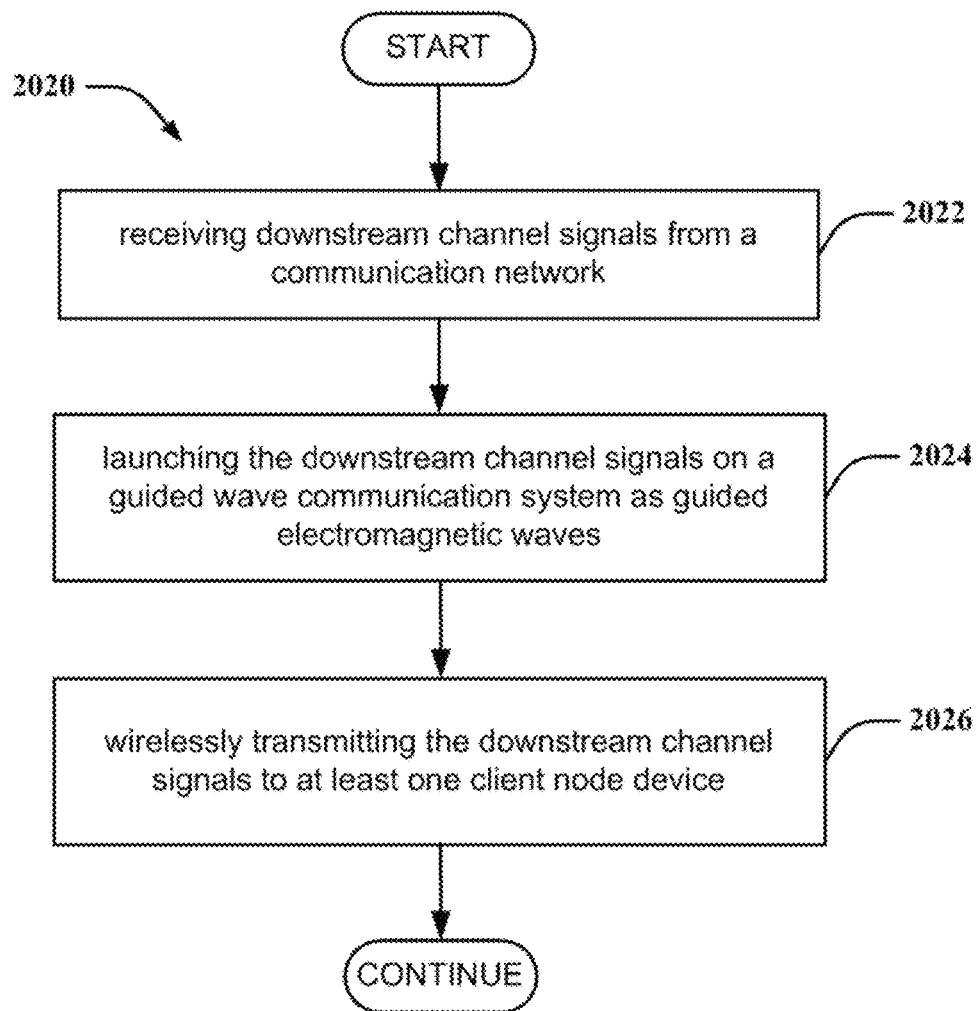 START
2020
receiving downstream channel signals from a
communication network
2022
launching the downstream channel signals on a
guided wave communication system as guided
electromagnetic waves
2024
wirelessly transmitting the downstream channel
signals to at least one client node device
2026
CONTINUE